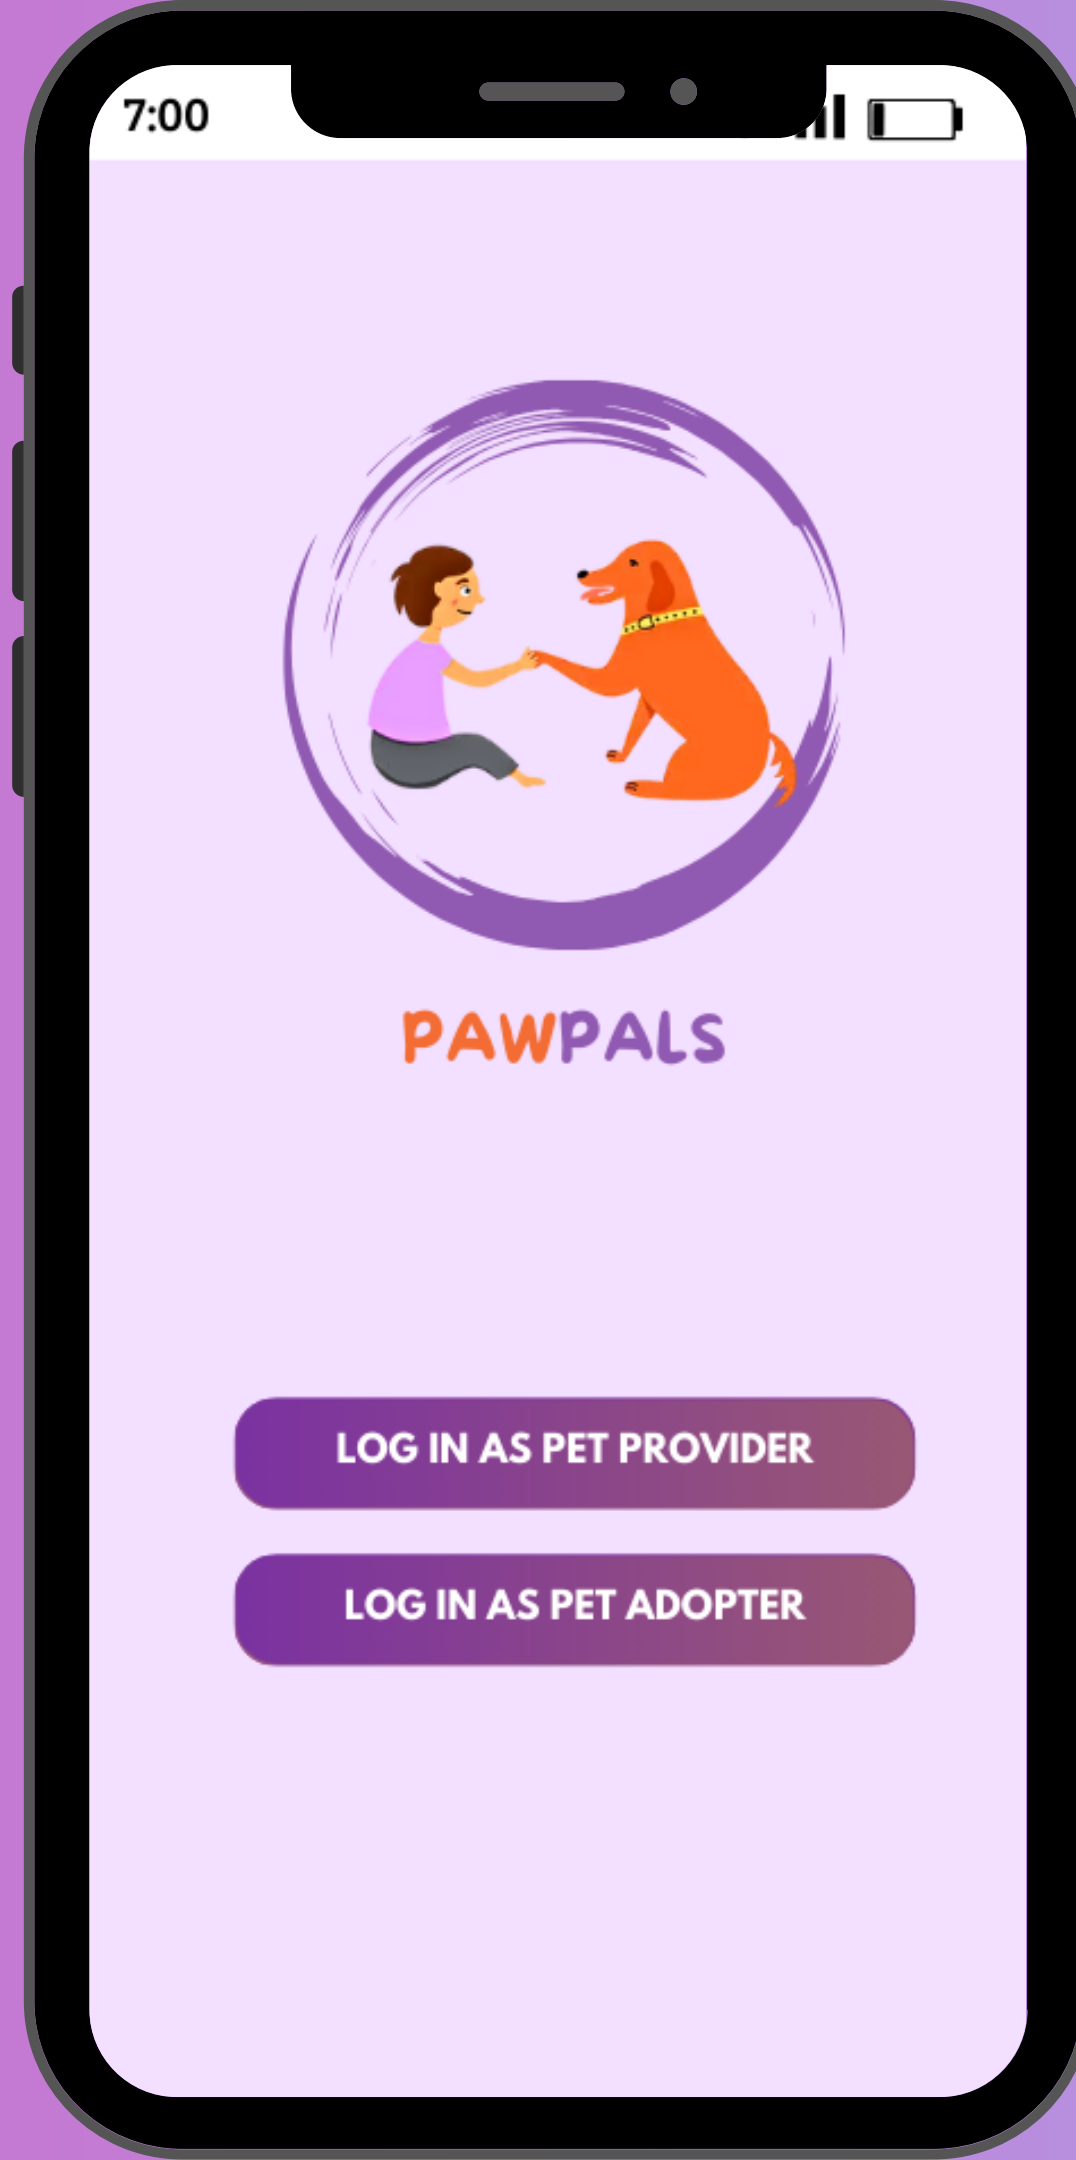 7:00
PAWPALS
LOG IN AS PET PROVIDER
LOG IN AS PET ADOPTER